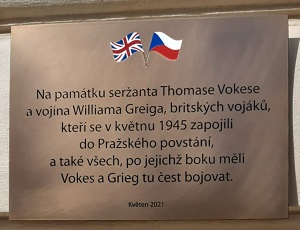 Na památku seržanta Thomase Vokese
a vojína Williama Greiga, britských vojáků,
kteří se v květnu 1945 zapojili
do Pražského povstání,
a také všech, po jejichž boku měli
Vokes a Grieg tu čest bojovat.
Květen 2021